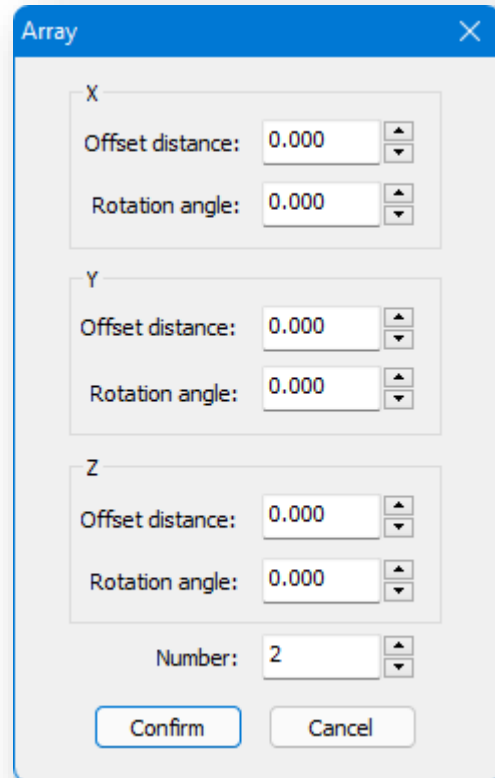 Array
X
Offset distance: 0.000
Rotation angle: 0.000
Y
Offset distance: 0.000
Rotation angle: 0.000
Z
Offset distance: 0.000
Rotation angle: 0.000
Number: 2
Confirm Cancel